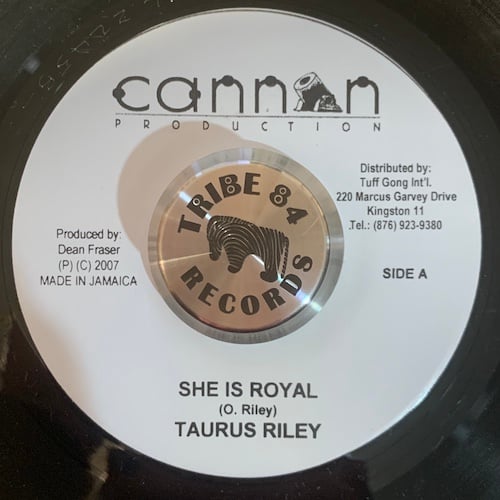 cannon
PRODUCTION
Distributed by:
Tuff Gong Int'l.
220 Marcus Garvey Drive
Kingston 11
.Tel.: (876) 923-9380
Produced by:
Dean Fraser
(P) (C) 2007
MADE IN JAMAICA
SIDE A
TRIBE 84
RECORDS
SHE IS ROYAL
(O. Riley)
TAURUS RILEY